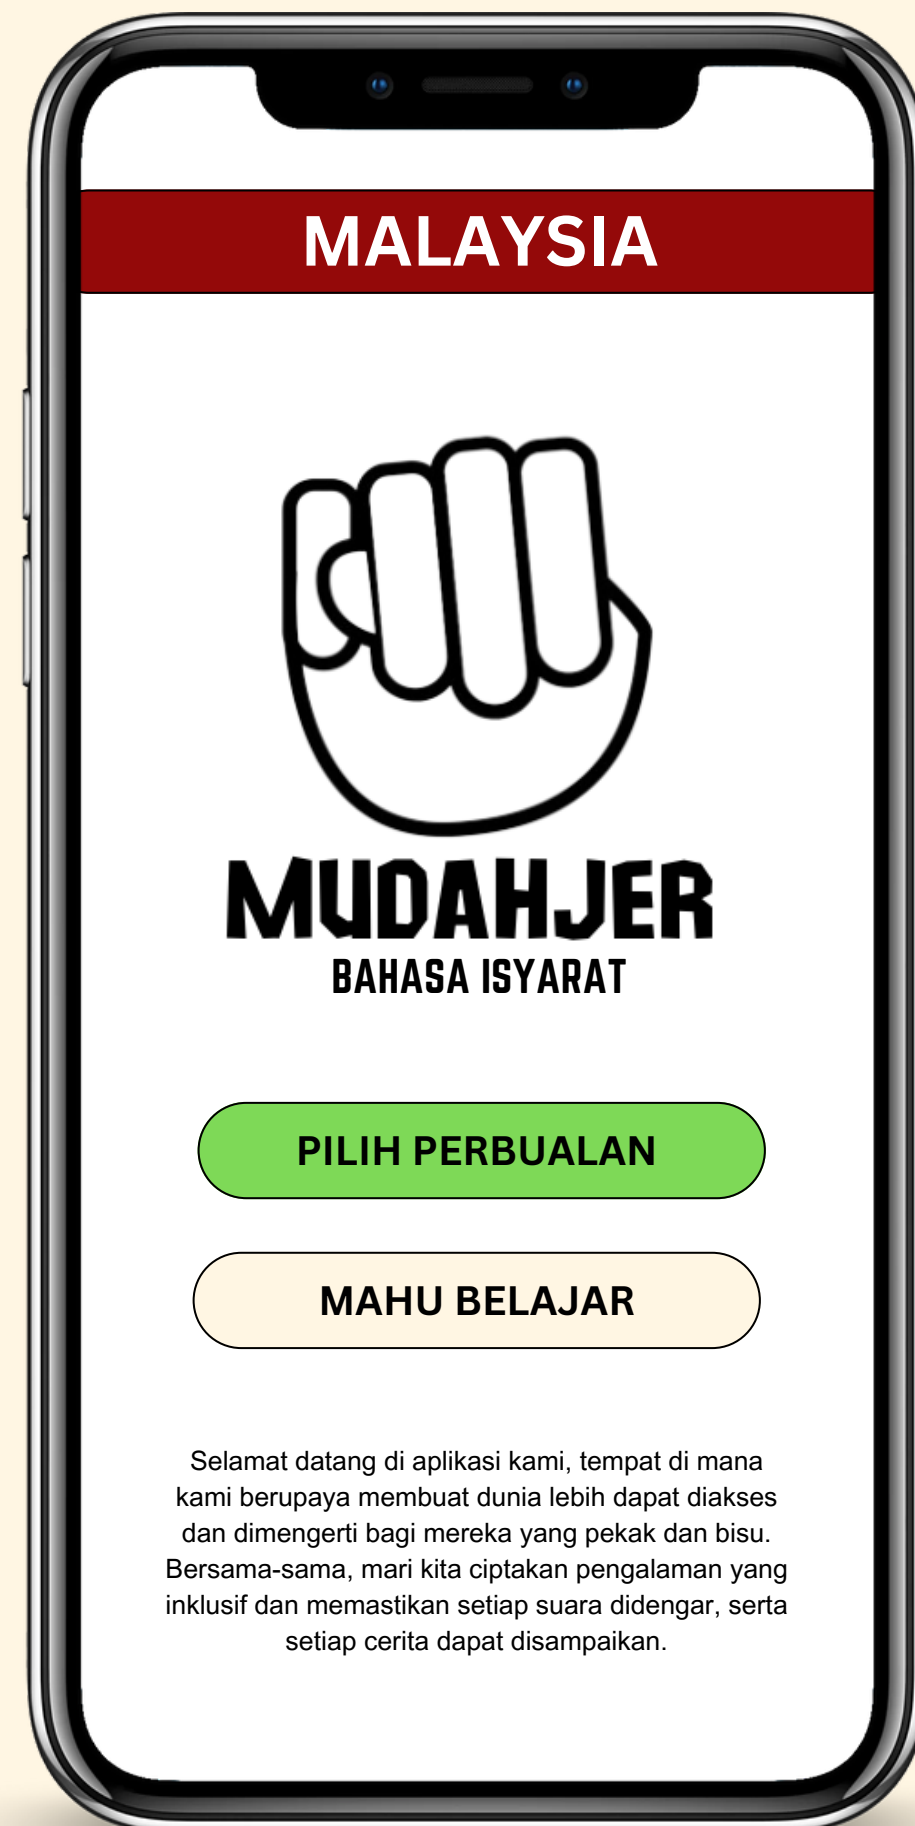 MALAYSIA
MUDAHJER
BAHASA ISYARAT
PILIH PERBUALAN
MAHU BELAJAR
Selamat datang di aplikasi kami, tempat di mana
kami berupaya membuat dunia lebih dapat diakses
dan dimengerti bagi mereka yang pekak dan bisu.
Bersama-sama, mari kita ciptakan pengalaman yang
inklusif dan memastikan setiap suara didengar, serta
setiap cerita dapat disampaikan.